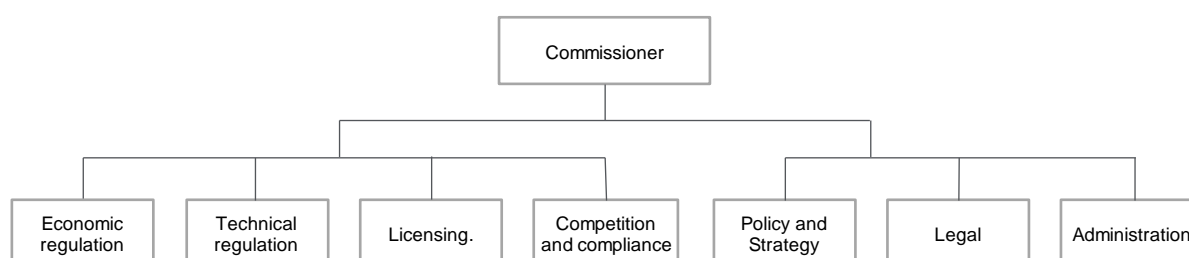 Commissioner
Economic
regulation
Technical
regulation
Licensing.
Competition
and compliance
Policy and
Strategy
Legal
Administration